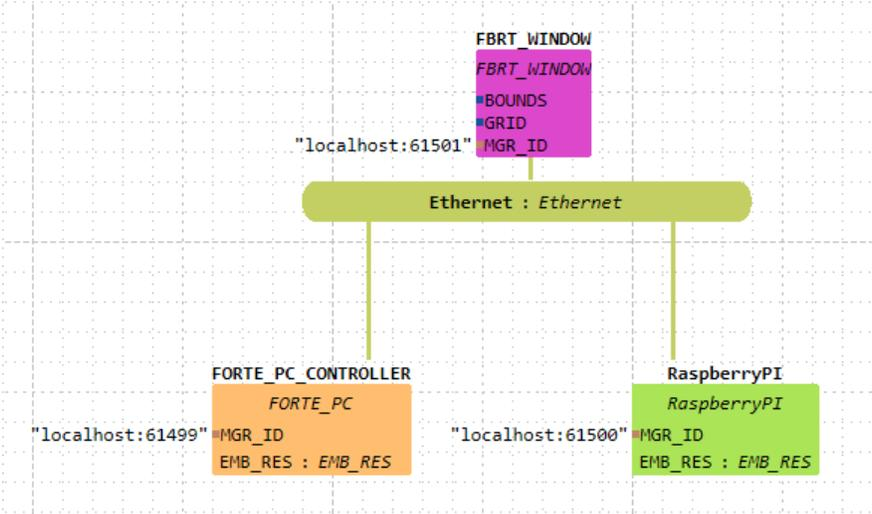 FBRT_WINDOW
FBRT_WINDOW
BOUNDS
GRID
"localhost:61501" MGR_ID
Ethernet : Ethernet
FORTE_PC_CONTROLLER
FORTE_PC
"localhost:61499" MGR_ID
EMB_RES : EMB_RES
RaspberryPI
RaspberryPI
"localhost:61500" MGR_ID
EMB_RES : EMB_RES